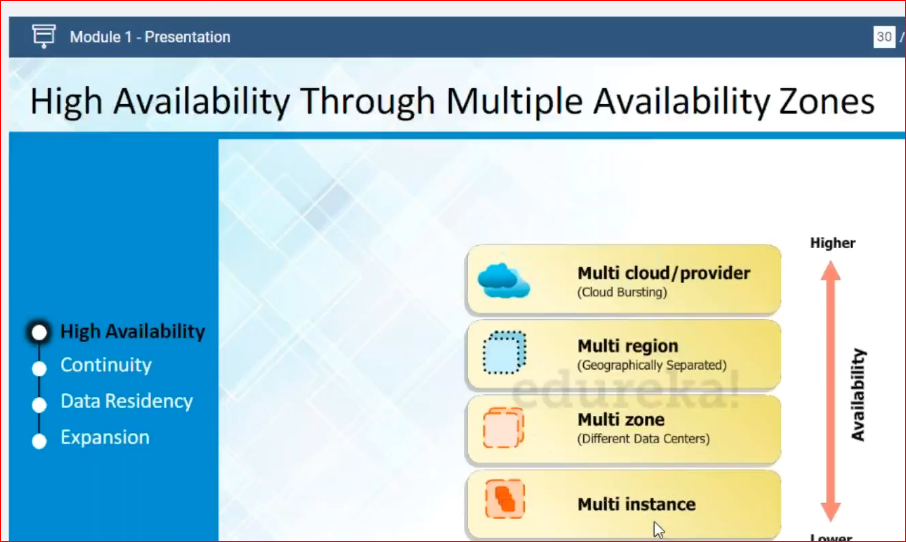 Module 1 - Presentation
30 /
High Availability Through Multiple Availability Zones
High Availability
Continuity
Data Residency
Expansion
Multi cloud/provider
(Cloud Bursting)
Multi region
(Geographically Separated)
edureka!
Multi zone
(Different Data Centers)
Multi instance
Higher
Availability
Lower